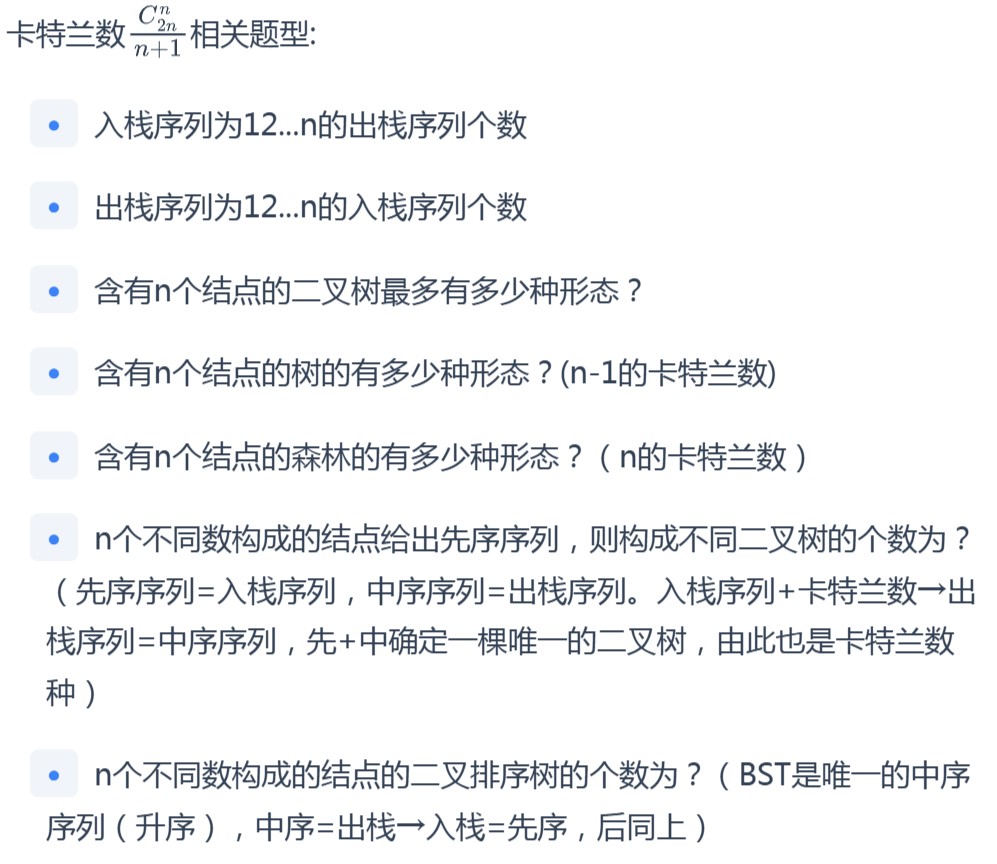 卡特兰数 $\frac{C_{2n}^{n}}{n+1}$ 相关题型:
• 入栈序列为12...n的出栈序列个数
• 出栈序列为12...n的入栈序列个数
• 含有n个结点的二叉树最多有多少种形态？
• 含有n个结点的树的有多少种形态？(n-1的卡特兰数)
• 含有n个结点的森林的有多少种形态？（n的卡特兰数）
• n个不同数构成的结点给出先序序列，则构成不同二叉树的个数为？
（先序序列=入栈序列，中序序列=出栈序列。入栈序列+卡特兰数→出
栈序列=中序序列，先+中确定一棵唯一的二叉树，由此也是卡特兰数
种）
• n个不同数构成的结点的二叉排序树的个数为？（BST是唯一的中序
序列（升序），中序=出栈→入栈=先序，后同上）